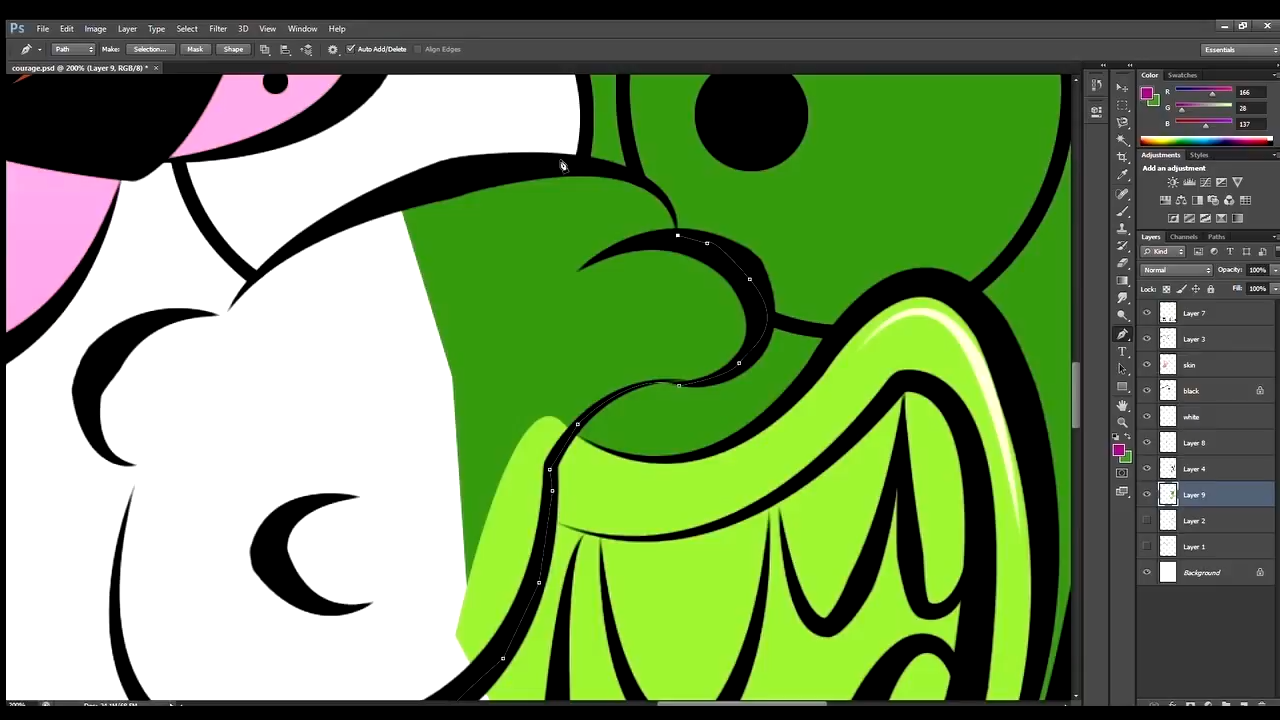 Ps File Edit Image Layer Type Select Filter 3D View Window Help
Path Make: Selection... Mask Shape Auto Add/Delete Align Edges Essentials
courage.psd @ 200% (Layer 9, RGB/8) * ×
Color Swatches
R 166
G 28
B 137
Adjustments Styles
Add an adjustment
Layers Channels Paths
Kind
Normal Opacity: 100%
Lock: Fill: 100%
Layer 7
Layer 3
skin
black
white
Layer 8
Layer 4
Layer 9
Layer 2
Layer 1
Background
T